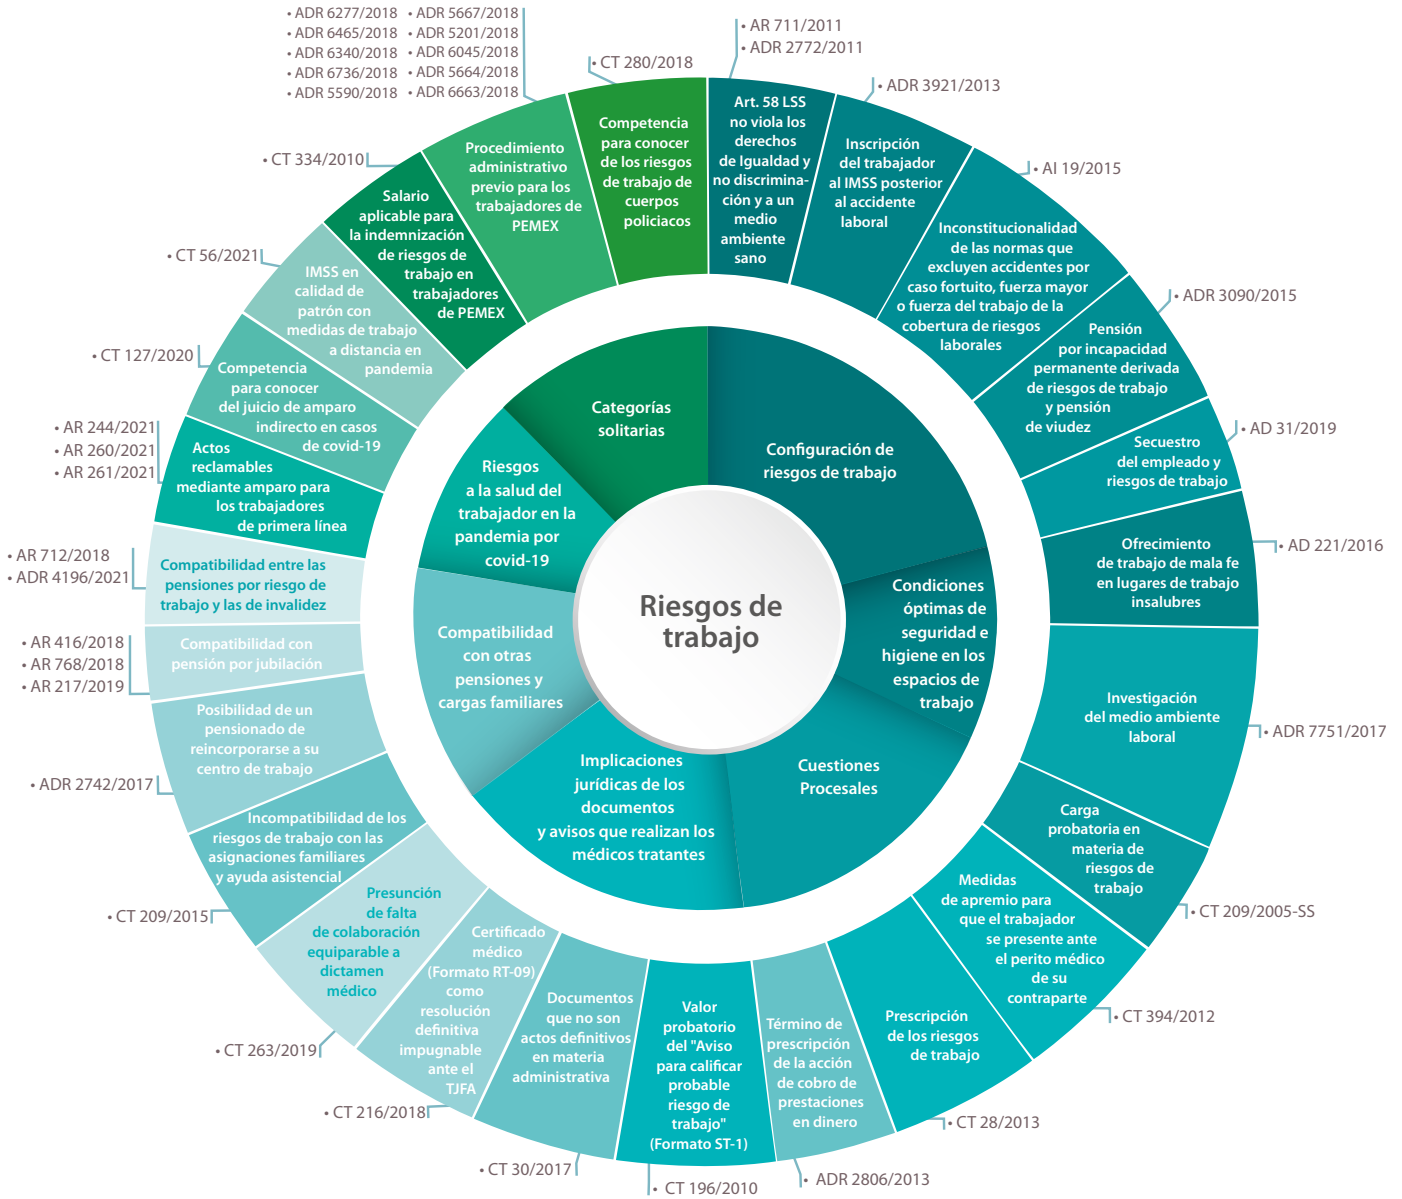 Riesgos de
trabajo
Configuración de
riesgos de trabajo
Condiciones
óptimas de
seguridad e
higiene en los
espacios de
trabajo
Cuestiones
Procesales
Implicaciones
jurídicas de los
documentos
y avisos que realizan los
médicos tratantes
Compatibilidad
con otras
pensiones y
cargas familiares
Riesgos
a la salud del
trabajador en la
pandemia por
covid-19
Categorías
solitarias
Art. 58 LSS
no viola los
derechos
de Igualdad y
no discrimina-
ción y a un
medio
ambiente
sano
• AR 711/2011
• ADR 2772/2011
Inscripción
del trabajador
al IMSS posterior
al accidente
laboral
• ADR 3921/2013
Inconstitucionalidad
de las normas que
excluyen accidentes por
caso fortuito, fuerza mayor
o fuerza del trabajo de la
cobertura de riesgos
laborales
• AI 19/2015
Pensión
por incapacidad
permanente derivada
de riesgos de trabajo
y pensión
de viudez
• ADR 3090/2015
Secuestro
del empleado y
riesgos de trabajo
• AD 31/2019
Ofrecimiento
de trabajo de mala fe
en lugares de trabajo
insalubres
• AD 221/2016
Investigación
del medio ambiente
laboral
• ADR 7751/2017
Carga
probatoria en
materia de
riesgos de
trabajo
• CT 209/2005-SS
Medidas
de apremio para
que el trabajador
se presente ante
el perito médico
de su
contraparte
• CT 394/2012
Prescripción
de los riesgos
de trabajo
• CT 28/2013
Término de
prescripción
de la acción
de cobro de
prestaciones
en dinero
• ADR 2806/2013
Valor
probatorio
del "Aviso
para calificar
probable
riesgo de
trabajo"
(Formato ST-1)
• CT 196/2010
Documentos
que no son
actos definitivos
en materia
administrativa
• CT 30/2017
Certificado
médico
(Formato RT-09)
como
resolución
definitiva
impugnable
ante el
TJFA
• CT 216/2018
Presunción
de falta
de colaboración
equiparable a
dictamen
médico
• CT 263/2019
Incompatibilidad de los
riesgos de trabajo con las
asignaciones familiares
y ayuda asistencial
• CT 209/2015
Posibilidad de un
pensionado de
reincorporarse a su
centro de trabajo
• ADR 2742/2017
Compatibilidad con
pensión por jubilación
• AR 416/2018
• AR 768/2018
• AR 217/2019
Compatibilidad entre las
pensiones por riesgo de
trabajo y las de invalidez
• AR 712/2018
• ADR 4196/2021
Actos
reclamables
mediante amparo para
los trabajadores
de primera línea
• AR 244/2021
• AR 260/2021
• AR 261/2021
Competencia
para conocer
del juicio de amparo
indirecto en casos
de covid-19
• CT 127/2020
IMSS en
calidad de
patrón con
medidas de trabajo
a distancia en
pandemia
• CT 56/2021
Salario
aplicable para
la indemnización
de riesgos de
trabajo en
trabajadores
de PEMEX
• CT 334/2010
Procedimiento
administrativo
previo para los
trabajadores de
PEMEX
• ADR 6277/2018 • ADR 5667/2018
• ADR 6465/2018 • ADR 5201/2018
• ADR 6340/2018 • ADR 6045/2018
• ADR 6736/2018 • ADR 5664/2018
• ADR 5590/2018 • ADR 6663/2018
Competencia
para conocer
de los riesgos
de trabajo de
cuerpos
policiacos
• CT 280/2018